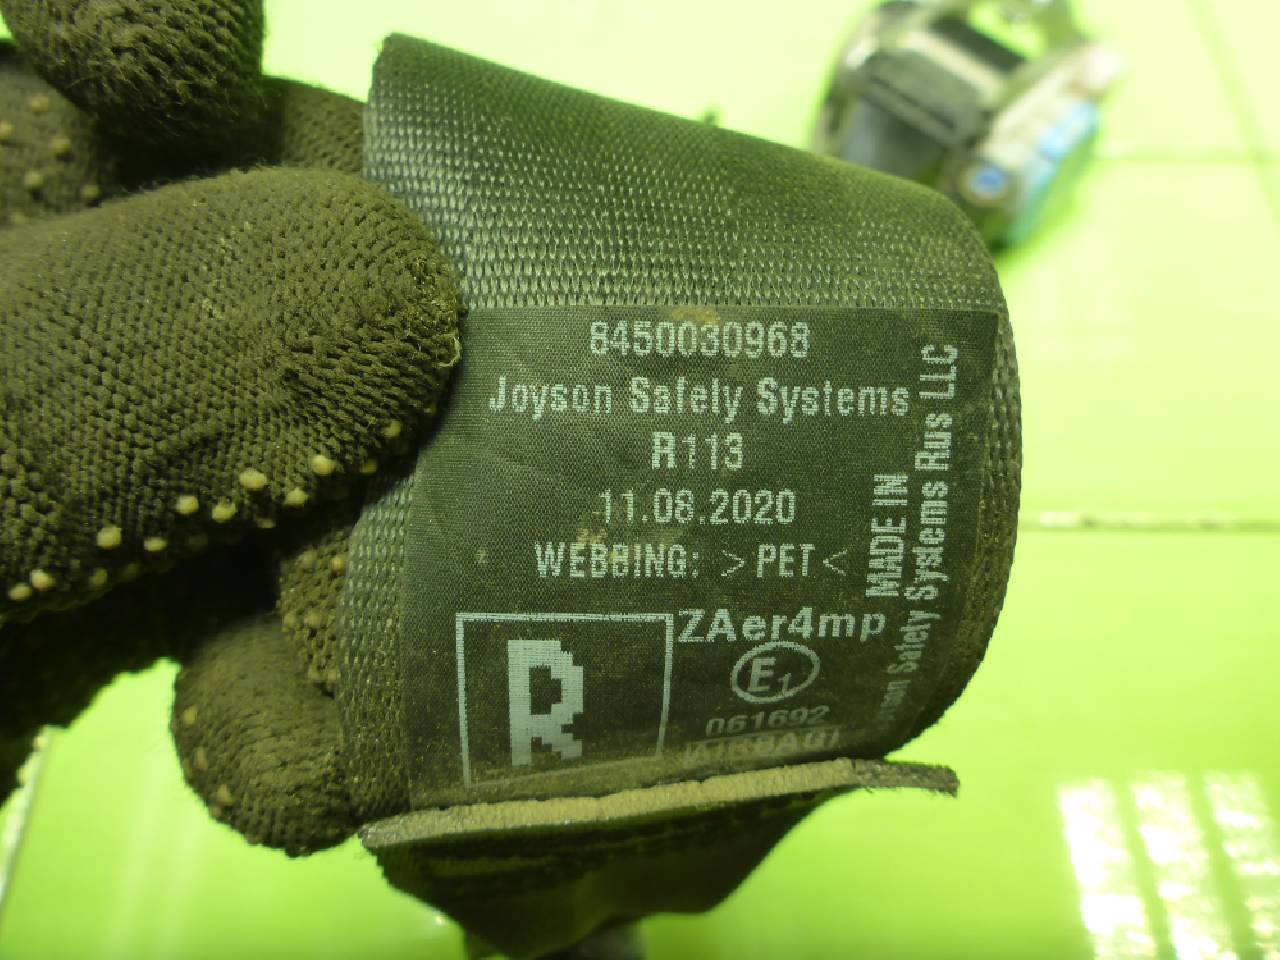 8450030968
Joyson Safety Systems
R113
11.08.2020
WEBBING: >PET<
R
ZAer4mp
E1
061692
(AIRBAG)
MADE IN
Safety Systems Rus LLC